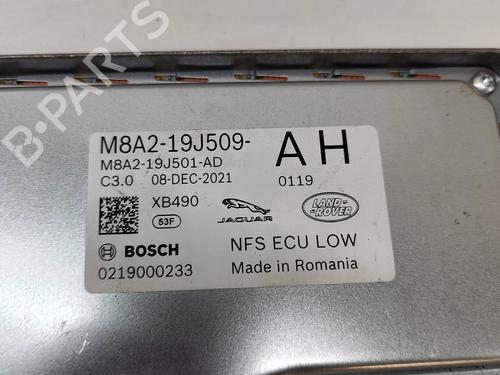 M8A2-19J509- AH
M8A2-19J501-AD
C3.0 08-DEC-2021 0119
XB490
53F
JAGUAR
LAND-
ROVER
BOSCH NFS ECU LOW
0219000233 Made in Romania
B-PARTS